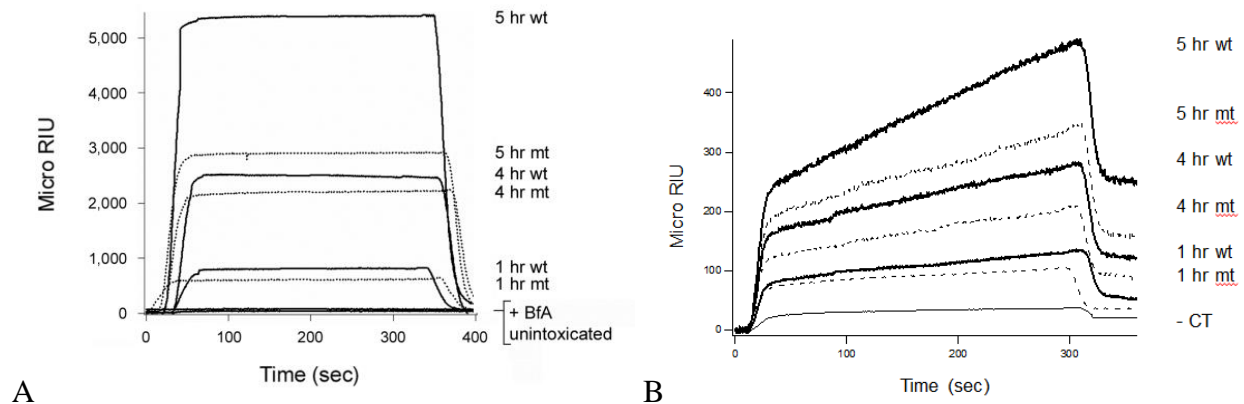 5,000
4,000
3,000
2,000
1,000
0
Micro RIU
0 100 200 300 400
Time (sec)
5 hr wt
5 hr mt
4 hr wt
4 hr mt
1 hr wt
1 hr mt
+ BfA
unintoxicated
A
400
300
200
100
0
Micro RIU
0 100 200 300
Time (sec)
5 hr wt
5 hr mt
4 hr wt
4 hr mt
1 hr wt
1 hr mt
- CT
B